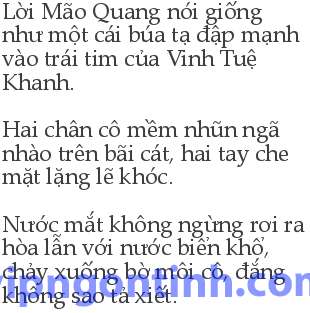 Lời Mão Quang nói giống
như một cái búa tạ đập mạnh
vào trái tim của Vinh Tuệ
Khanh.
Hai chân cô mềm nhũn ngã
nhào trên bãi cát, hai tay che
mặt lặng lẽ khóc.
Nước mắt không ngừng rơi ra
hòa lẫn với nước biển khổ,
chảy xuống bờ môi cô, đắng
không sao tả xiết.
vipngontinh.com